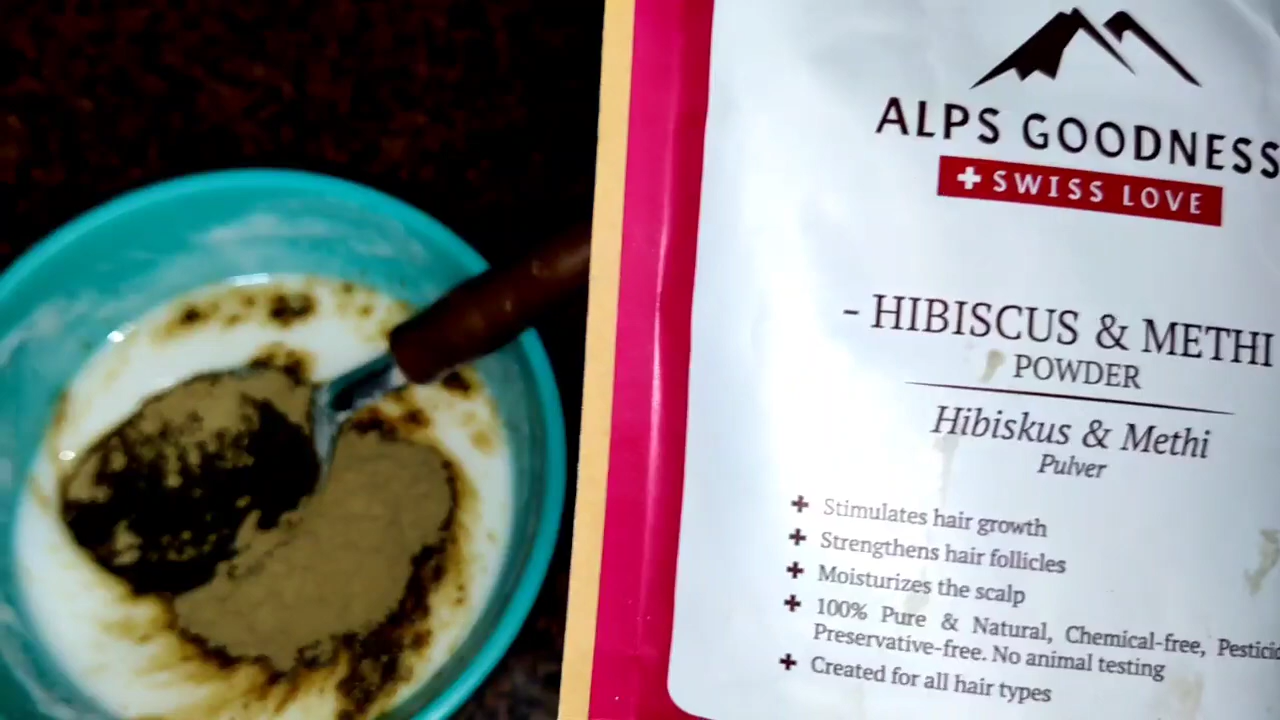 ALPS GOODNESS
SWISS LOVE
- HIBISCUS & METHI
POWDER
Hibiskus & Methi
Pulver
Stimulates hair growth
Strengthens hair follicles
Moisturizes the scalp
100% Pure & Natural, Chemical-free,
Preservative-free. No animal testing
Created for all hair types